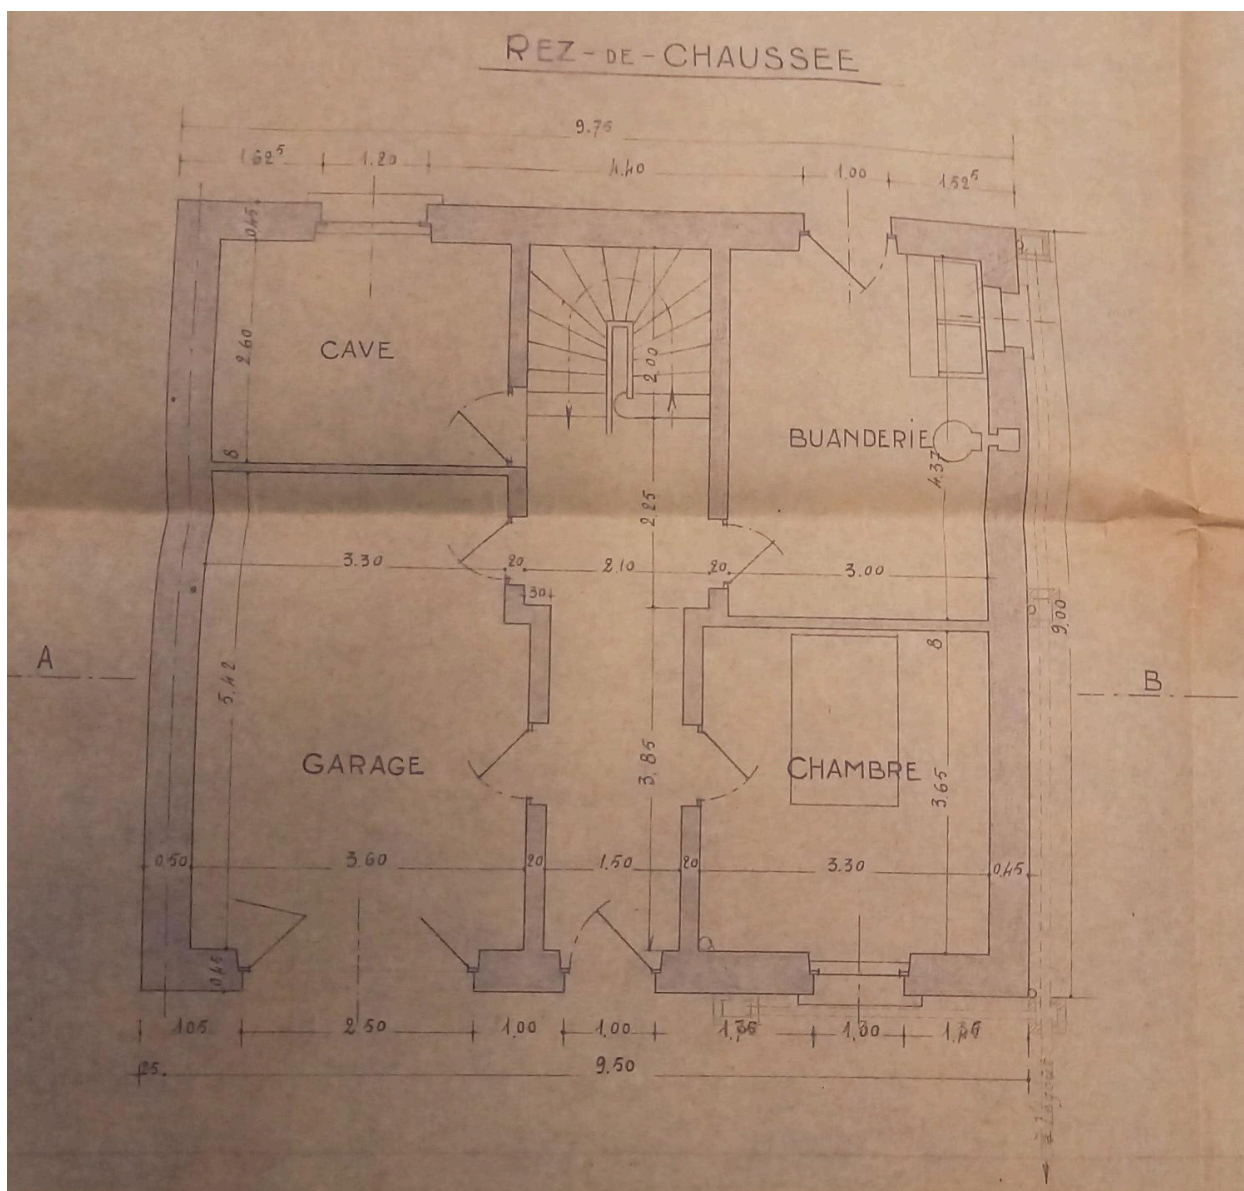 REZ-DE-CHAUSSEE
9.75
1.62⁵ 1.20 4.40 1.00 1.52⁵
0.45
2.60
CAVE
2.00
BUANDERIE
8
4.37
2.25
3.30 20 2.10 20 3.00
30
9.00
A
5.42
8
B
GARAGE
3.85
CHAMBRE
3.65
0.50 3.60 20 1.50 20 3.30 0.45
0.45
1.05 2.50 1.00 1.00 1.00
25. 9.50
à l'égout